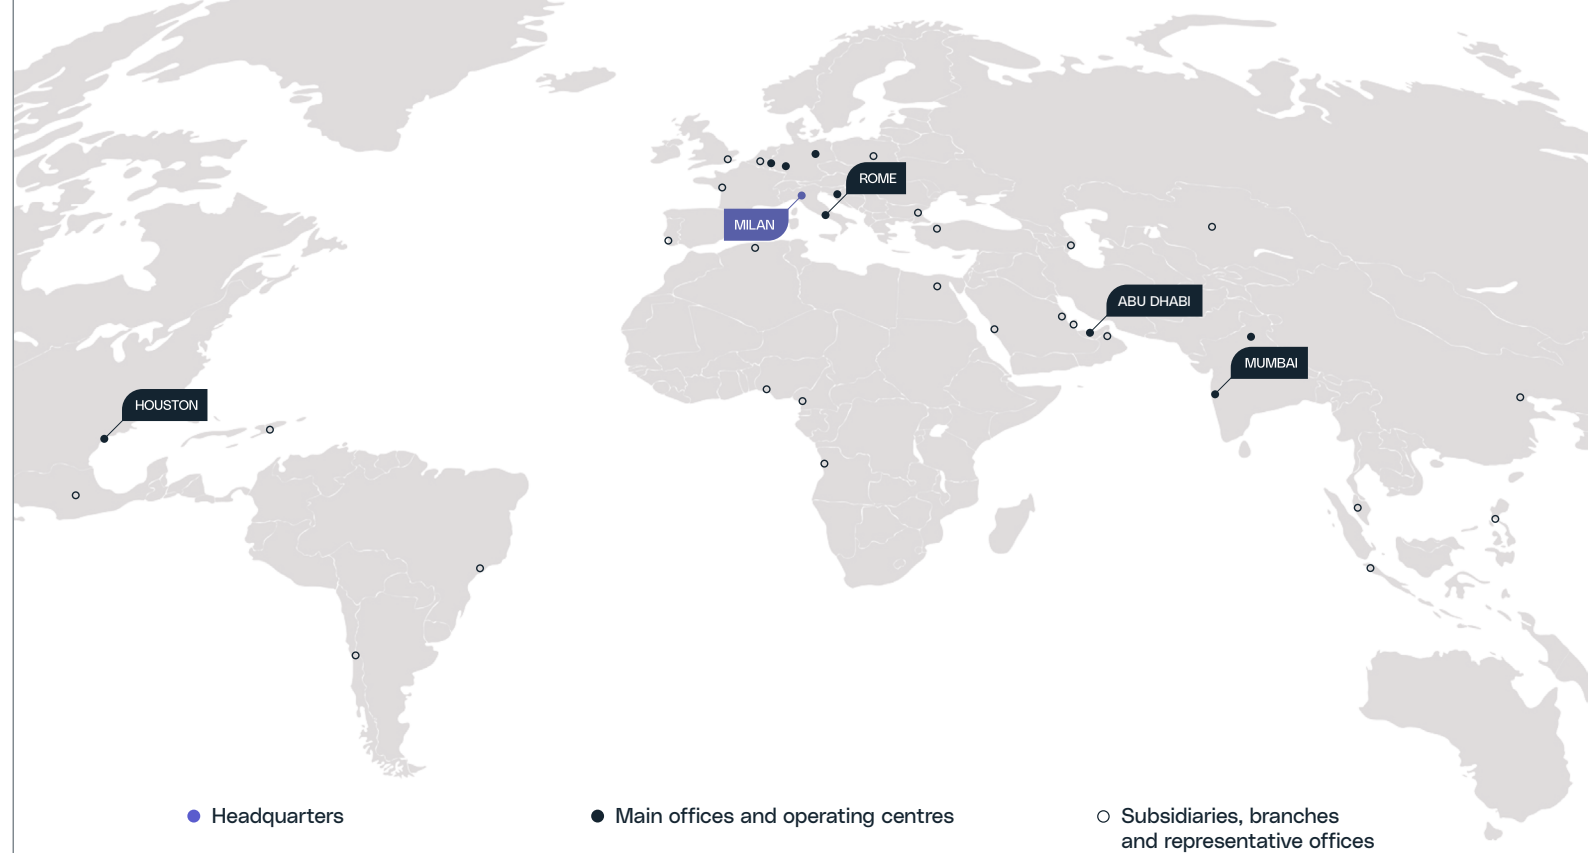 ROME
MILAN
ABU DHABI
MUMBAI
HOUSTON
Headquarters
Main offices and operating centres
Subsidiaries, branches
and representative offices